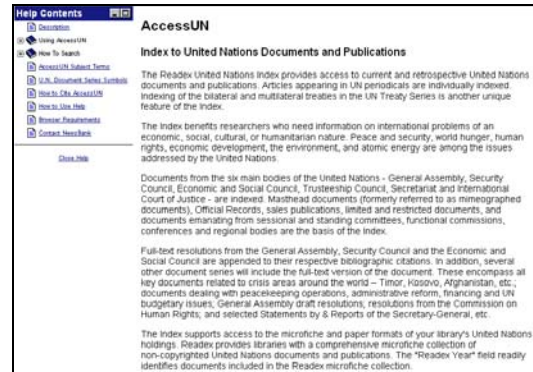 Help Contents
Description
Using AccessUN
How To Search
AccessUN Subject Terms
U.N. Document Series Symbols
How to Cite AccessUN
How to Use Help
Browser Requirements
Contact NewsBank
Close Help
AccessUN
Index to United Nations Documents and Publications
The Readex United Nations Index provides access to current and retrospective United Nations
documents and publications. Articles appearing in UN periodicals are individually indexed.
Indexing of the bilateral and multilateral treaties in the UN Treaty Series is another unique
feature of the Index.
The Index benefits researchers who need information on international problems of an
economic, social, cultural, or humanitarian nature. Peace and security, world hunger, human
rights, economic development, the environment, and atomic energy are among the issues
addressed by the United Nations.
Documents from the six main bodies of the United Nations - General Assembly, Security
Council, Economic and Social Council, Trusteeship Council, Secretariat and International
Court of Justice - are indexed. Masthead documents (formerly referred to as mimeographed
documents), Official Records, sales publications, limited and restricted documents, and
documents emanating from sessional and standing committees, functional commissions,
conferences and regional bodies are the basis of the Index.
Full-text resolutions from the General Assembly, Security Council and the Economic and
Social Council are appended to their respective bibliographic citations. In addition, several
other document series will include the full-text version of the document. These encompass all
key documents related to crisis areas around the world – Timor, Kosovo, Afghanistan, etc.;
documents dealing with peacekeeping operations, administrative reform, financing and UN
budgetary issues, General Assembly draft resolutions, resolutions from the Commission on
Human Rights; and selected Statements by & Reports of the Secretary-General, etc.
The Index supports access to the microfiche and paper formats of your library's United Nations
holdings. Readex provides libraries with a comprehensive microfiche collection of
non-copyrighted United Nations documents and publications. The "Readex Year" field readily
identifies documents included in the Readex microfiche collection.